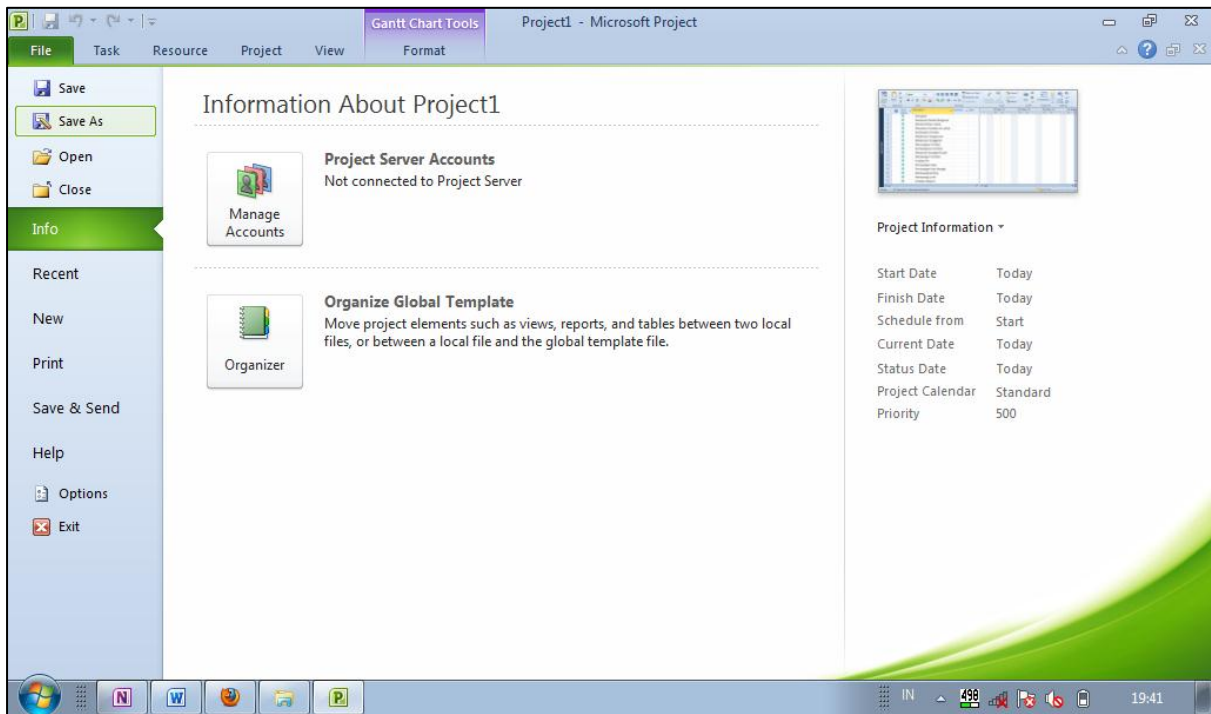 Gantt Chart Tools
Project1 - Microsoft Project
File Task Resource Project View Format
Save
Save As
Open
Close
Info
Recent
New
Print
Save & Send
Help
Options
Exit
Information About Project1
Manage
Accounts
Project Server Accounts
Not connected to Project Server
Organizer
Organize Global Template
Move project elements such as views, reports, and tables between two local
files, or between a local file and the global template file.
Project Information
Start Date Today
Finish Date Today
Schedule from Start
Current Date Today
Status Date Today
Project Calendar Standard
Priority 500
IN 498 19:41